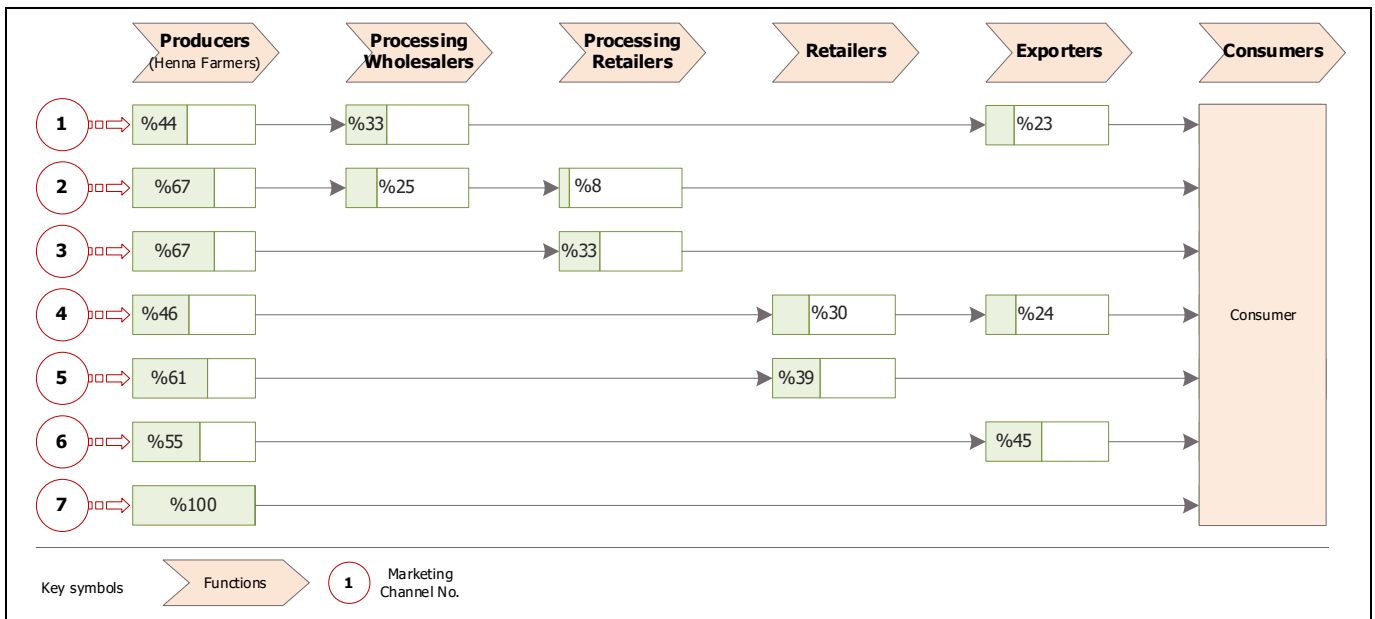 Producers
(Henna Farmers)
Processing
Wholesalers
Processing
Retailers
Retailers
Exporters
Consumers
1 %44 %33 %23
2 %67 %25 %8
3 %67 %33
4 %46 %30 %24
Consumer
5 %61 %39
6 %55 %45
7 %100
Key symbols
Functions
1
Marketing
Channel No.